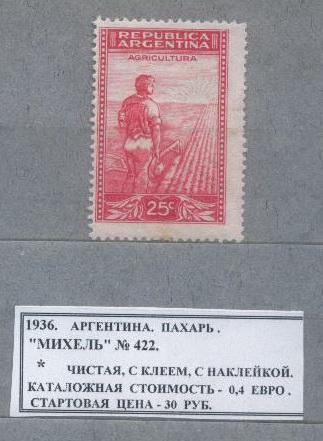 REPUBLICA
ARGENTINA
AGRICULTURA
25c
1936. АРГЕНТИНА. ПАХАРЬ.
"МИХЕЛЬ" № 422.
* ЧИСТАЯ, С КЛЕЕМ, С НАКЛЕЙКОЙ.
КАТАЛОЖНАЯ СТОИМОСТЬ - 0,4 ЕВРО.
СТАРТОВАЯ ЦЕНА - 30 РУБ.